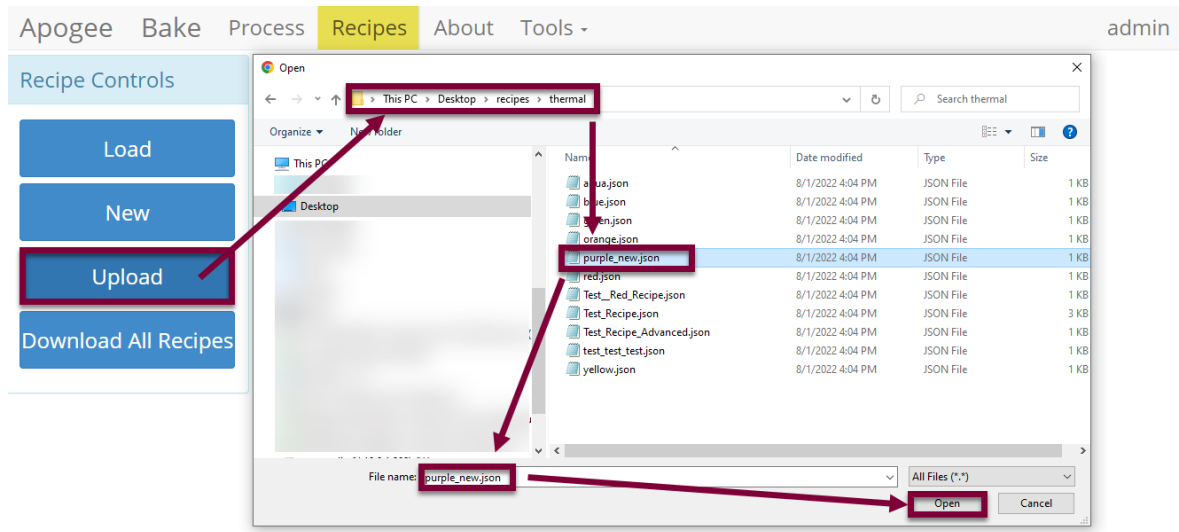 Apogee Bake Process Recipes About Tools admin
Recipe Controls
Load
New
Upload
Download All Recipes
Open
This PC > Desktop > recipes > thermal
Search thermal
Organize
New folder
This PC
Desktop
Name Date modified Type Size
aqua.json 8/1/2022 4:04 PM JSON File 1 KB
blue.json 8/1/2022 4:04 PM JSON File 1 KB
green.json 8/1/2022 4:04 PM JSON File 1 KB
orange.json 8/1/2022 4:04 PM JSON File 1 KB
purple_new.json 8/1/2022 4:04 PM JSON File 1 KB
red.json 8/1/2022 4:04 PM JSON File 1 KB
Test__Red_Recipe.json 8/1/2022 4:04 PM JSON File 1 KB
Test_Recipe.json 8/1/2022 4:04 PM JSON File 3 KB
Test_Recipe_Advanced.json 8/1/2022 4:04 PM JSON File 1 KB
test_test_test.json 8/1/2022 4:04 PM JSON File 1 KB
yellow.json 8/1/2022 4:04 PM JSON File 1 KB
File name: purple_new.json All Files (*.*)
Open Cancel